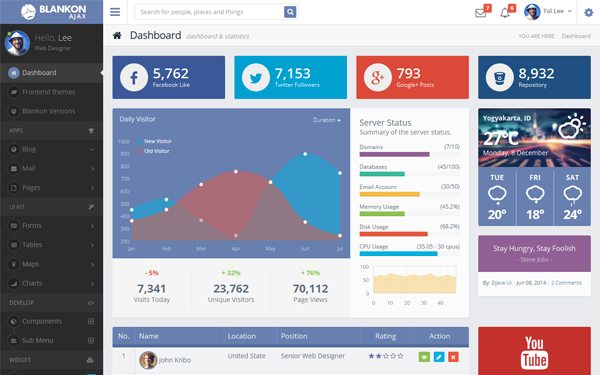 BLANKON
AJAX
Search for people, places and things
7
6
Tol Lee
Hello, Lee
Web Designer
Dashboard
Frontend themes
Blankon Versions
APPS
Blog
Mail
Pages
UI KIT
Forms
Tables
Maps
Charts
DEVELOP
Components
Sub Menu
WIDGET
Dashboard dashboard & statistics
YOU ARE HERE: Dashboard
5,762
Facebook Like
7,153
Twitter Followers
793
Google+ Posts
8,932
Repository
Daily Visitor
Duration
New Visitor
Old Visitor
1000
900
800
700
600
500
400
300
200
Jan Feb Mar Apr May Jun Jul
- 5%
7,341
Visits Today
+ 32%
23,762
Unique Visitors
+ 76%
70,112
Page Views
Server Status
Summary of the server status.
Domains (7/10)
Databases (45/100)
Email Account (30/50)
Memory Usage (45.2%)
Disk Usage (68.2%)
CPU Usage (35.05 - 30 cpus)
0 10 20 30 40
Yogyakarta, ID
27°C
Monday, 8 December
TUE WED THU
20° 18° 24°
Stay Hungry, Stay Foolish
- Steve Jobs -
By: Djava UI Jun 08, 2014 2 Comments
You
Tube
No. Name Location Position Rating Action
1 John Kribo United State Senior Web Designer